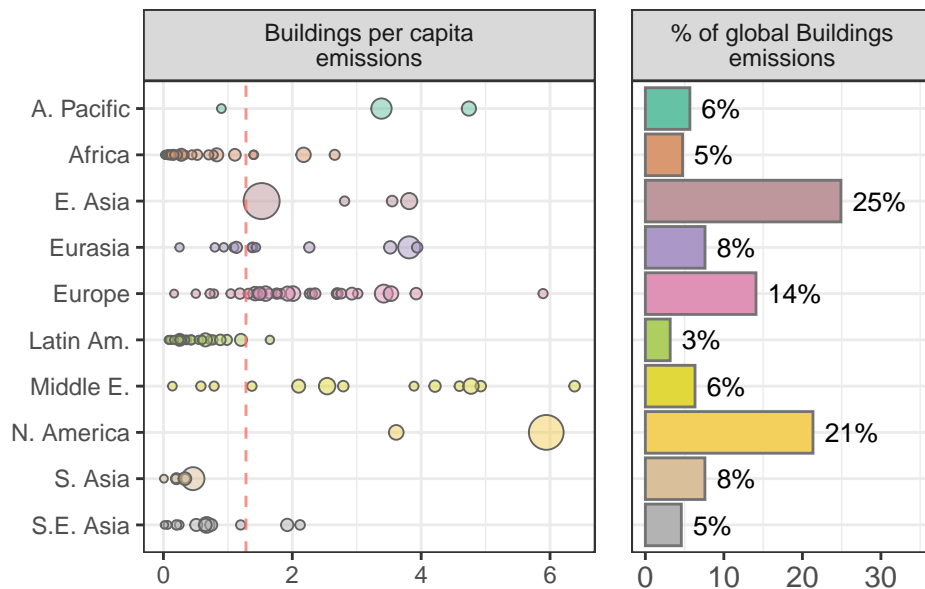 Buildings per capita
emissions
% of global Buildings
emissions
A. Pacific
Africa
E. Asia
Eurasia
Europe
Latin Am.
Middle E.
N. America
S. Asia
S.E. Asia
6%
5%
25%
8%
14%
3%
6%
21%
8%
5%
0 2 4 6
0 10 20 30